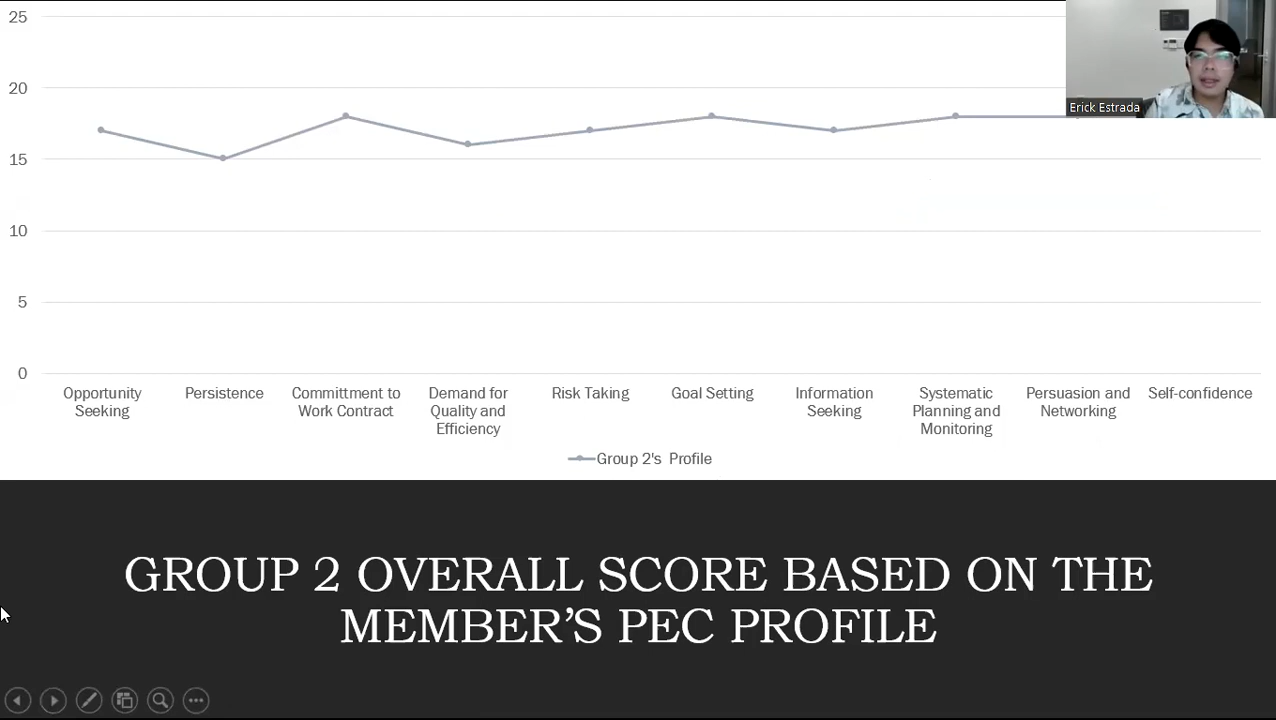 25
Erick Estrada
20
15
10
5
0
Opportunity Seeking
Persistence
Commitment to Work Contract
Demand for Quality and Efficiency
Risk Taking
Goal Setting
Information Seeking
Systematic Planning and Monitoring
Persuasion and Networking
Self-confidence
Group 2's Profile
GROUP 2 OVERALL SCORE BASED ON THE
MEMBER’S PEC PROFILE